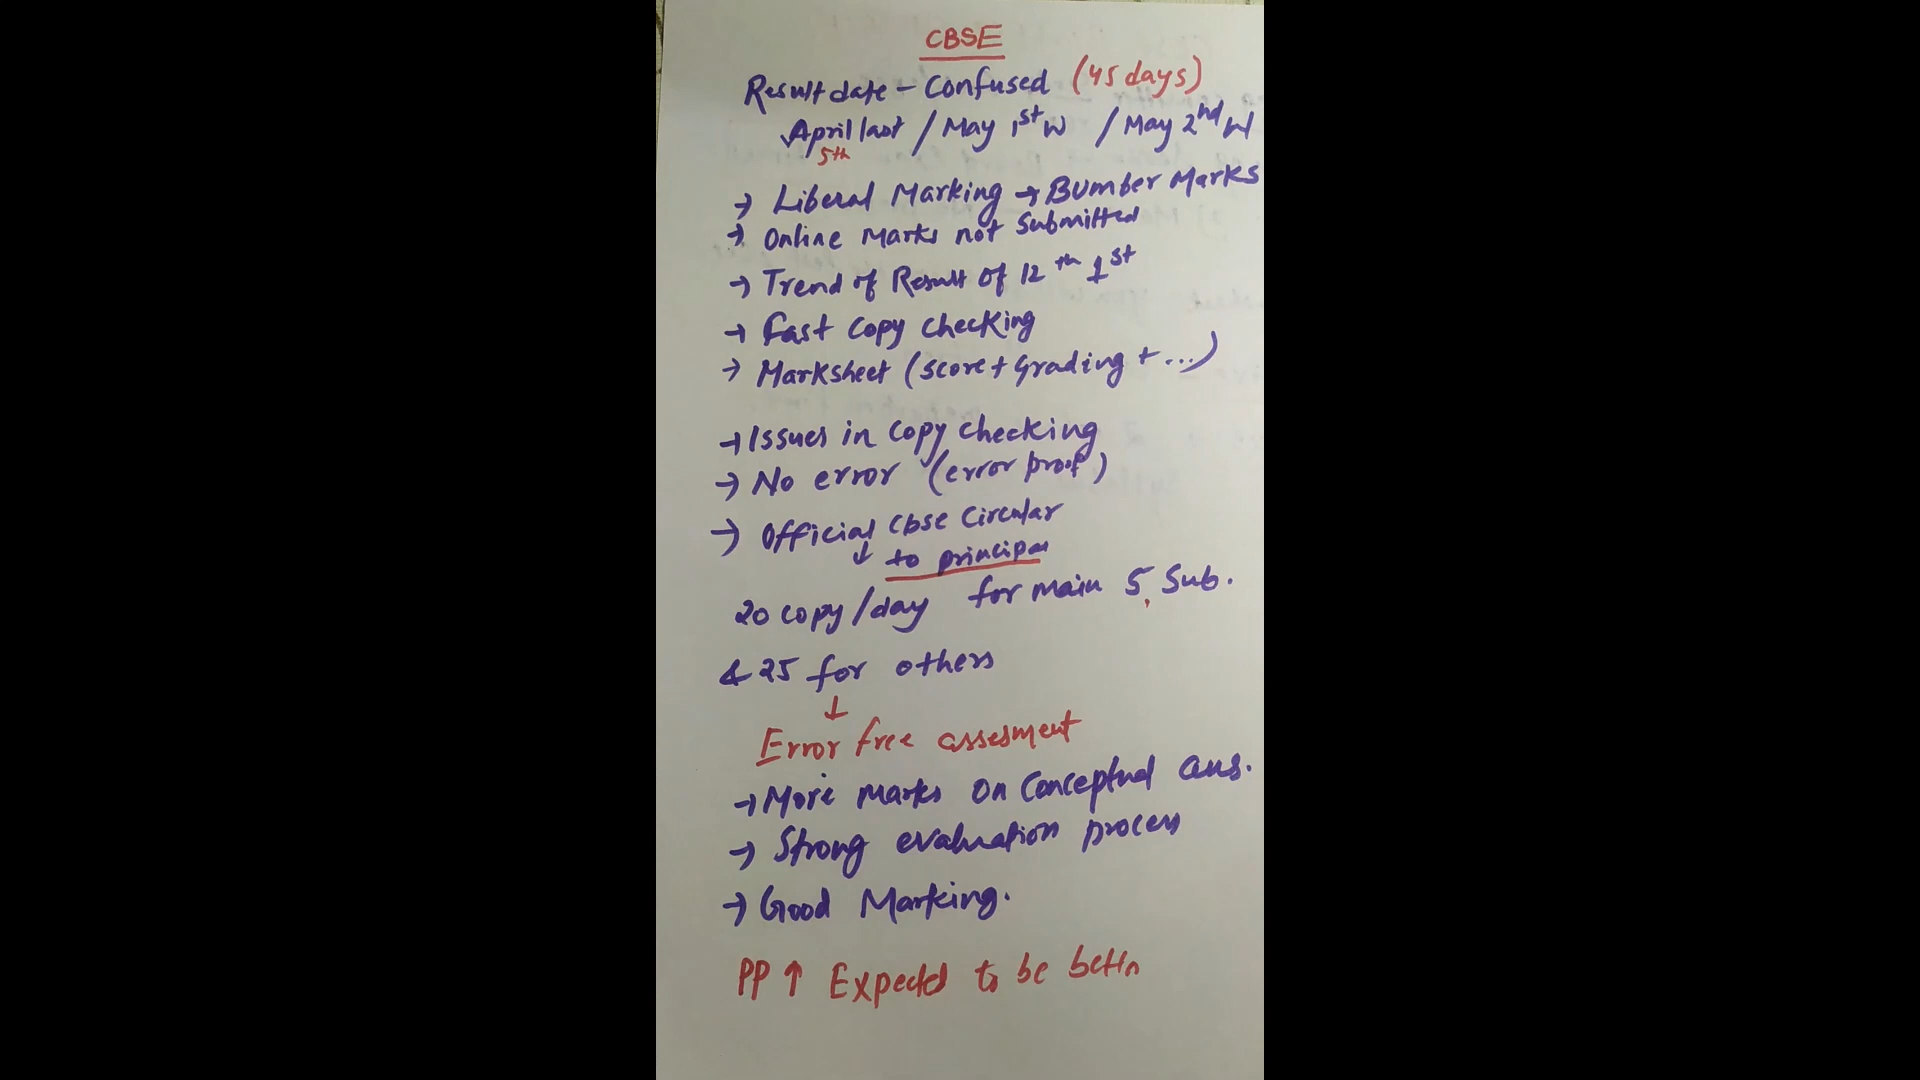 CBSE
Result date - Confused (45 days)
April last / May 1st W / May 2nd W
5th
→ Liberal Marking → Bumber Marks
→ Online Marks not Submitted
→ Trend of Result of 12th 1st
→ Fast Copy Checking
→ Marksheet (Score + Grading + ...)
→ Issues in Copy Checking
→ No error (error proof)
→ Official CBSE Circular
↓ to principal
20 copy/day for main 5 Sub.
& 25 for others
↓
Error free assesment
→ More marks on Conceptual ans.
→ Strong evaluation process
→ Good Marking.
PP ↑ Expected to be better